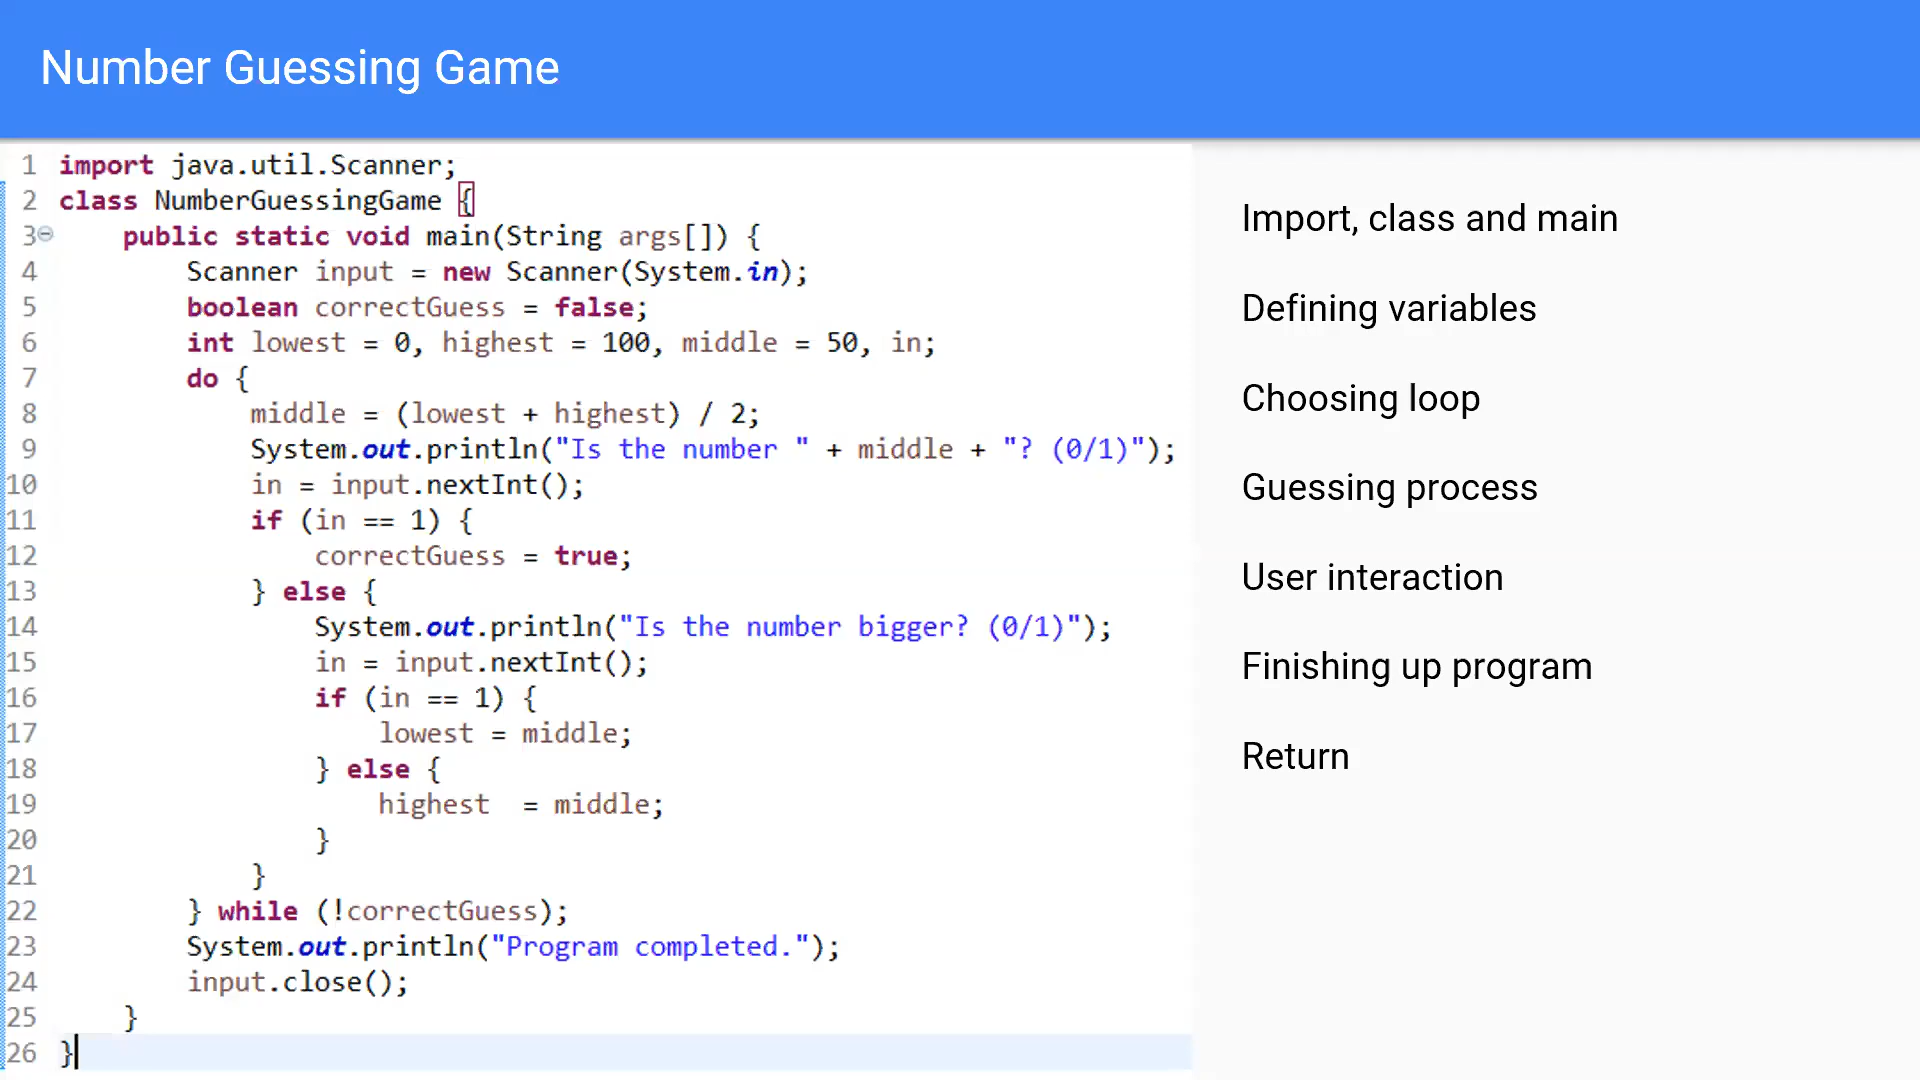 Number Guessing Game
1 import java.util.Scanner;
2 class NumberGuessingGame {
3 public static void main(String args[]) {
4 Scanner input = new Scanner(System.in);
5 boolean correctGuess = false;
6 int lowest = 0, highest = 100, middle = 50, in;
7 do {
8 middle = (lowest + highest) / 2;
9 System.out.println("Is the number " + middle + "? (0/1)");
10 in = input.nextInt();
11 if (in == 1) {
12 correctGuess = true;
13 } else {
14 System.out.println("Is the number bigger? (0/1)");
15 in = input.nextInt();
16 if (in == 1) {
17 lowest = middle;
18 } else {
19 highest  = middle;
20 }
21 }
22 } while (!correctGuess);
23 System.out.println("Program completed.");
24 input.close();
25 }
26 }
Import, class and main
Defining variables
Choosing loop
Guessing process
User interaction
Finishing up program
Return